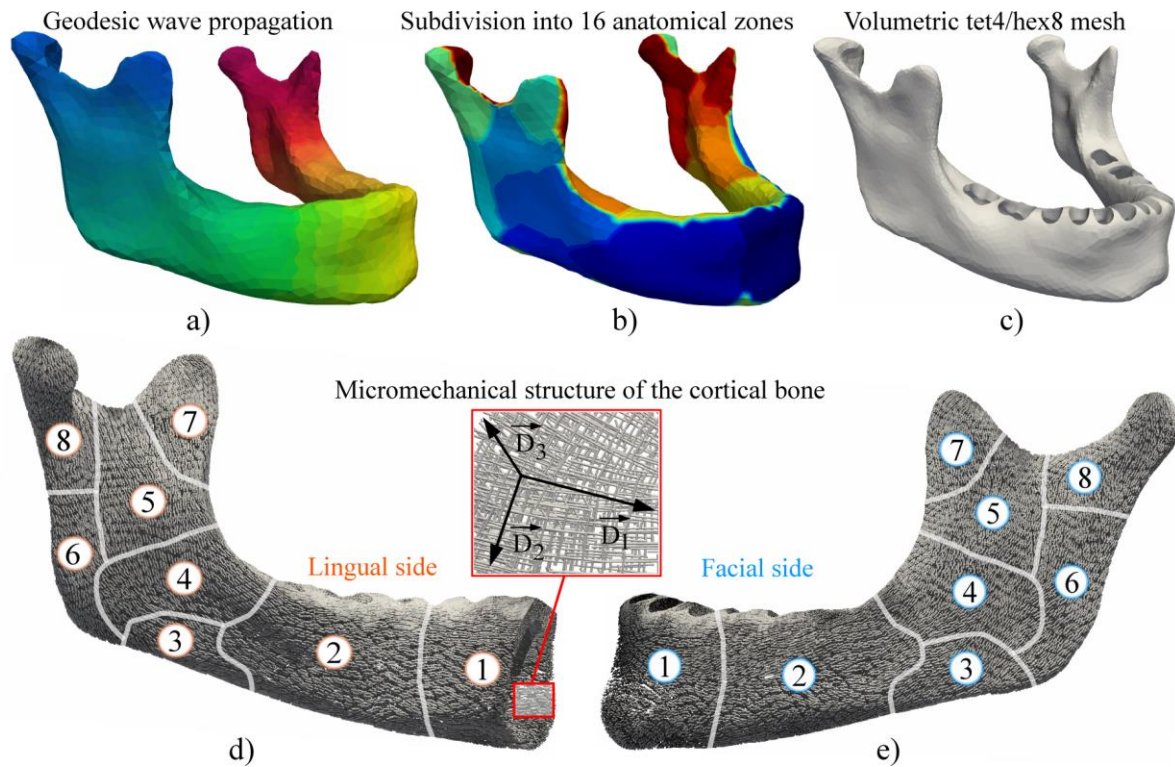 Geodesic wave propagation
Subdivision into 16 anatomical zones
Volumetric tet4/hex8 mesh
a)
b)
c)
Micromechanical structure of the cortical bone
D3
D1
D2
Lingual side
Facial side
8
7
5
6
4
3
2
1
7
8
5
6
4
3
1
2
d)
e)